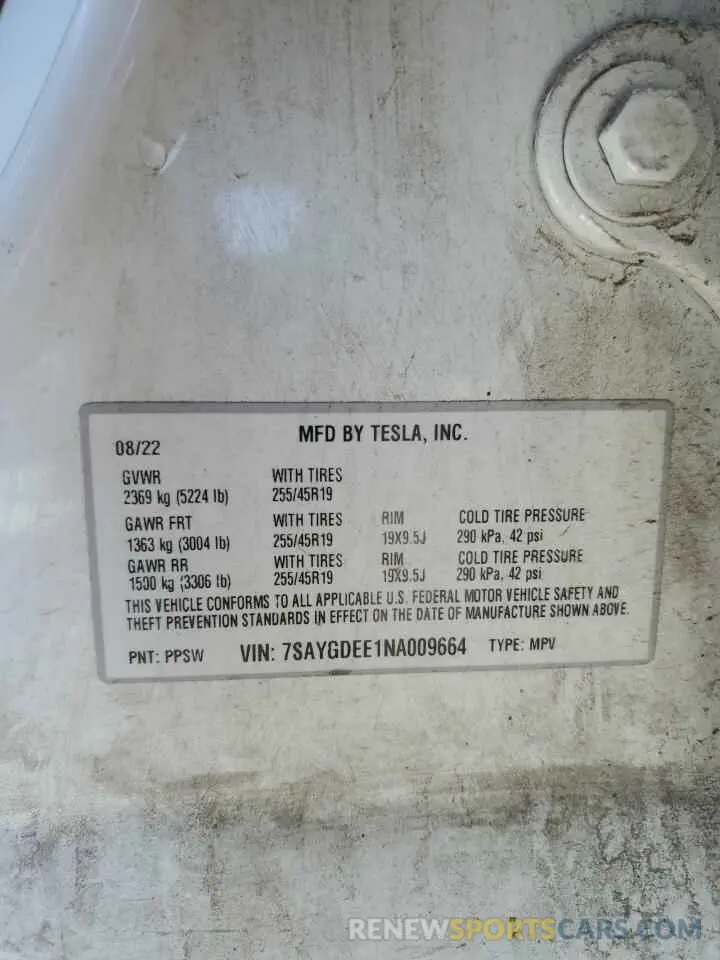 08/22 MFD BY TESLA, INC.
GVWR WITH TIRES
2369 kg (5224 lb) 255/45R19
GAWR FRT WITH TIRES RIM COLD TIRE PRESSURE
1363 kg (3004 lb) 255/45R19 19X9.5J 290 kPa, 42 psi
GAWR RR WITH TIRES RIM COLD TIRE PRESSURE
1500 kg (3306 lb) 255/45R19 19X9.5J 290 kPa, 42 psi
THIS VEHICLE CONFORMS TO ALL APPLICABLE U.S. FEDERAL MOTOR VEHICLE SAFETY AND
THEFT PREVENTION STANDARDS IN EFFECT ON THE DATE OF MANUFACTURE SHOWN ABOVE.
PNT: PPSW VIN: 7SAYGDEE1NA009664 TYPE: MPV
RENEWSPORTSCARS.COM